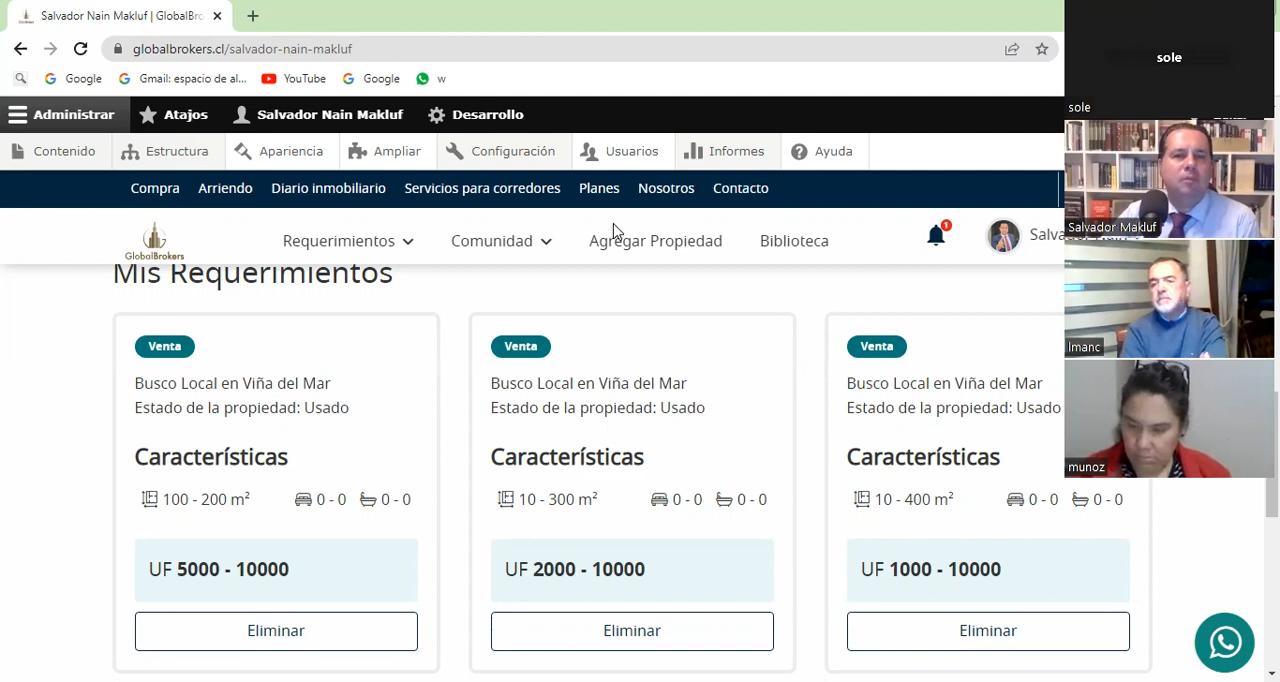 Salvador Nain Makluf | GlobalBro
globalbrokers.cl/salvador-nain-makluf
Google
Gmail: espacio de al...
YouTube
Google
w
Administrar
Atajos
Salvador Nain Makluf
Desarrollo
Contenido
Estructura
Apariencia
Ampliar
Configuración
Usuarios
Informes
Ayuda
Compra
Arriendo
Diario inmobiliario
Servicios para corredores
Planes
Nosotros
Contacto
GlobalBrokers
Requerimientos
Comunidad
Agregar Propiedad
Biblioteca
1
Salva
Mis Requerimientos
Venta
Busco Local en Viña del Mar
Estado de la propiedad: Usado
Características
100 - 200 m²
0 - 0
0 - 0
UF 5000 - 10000
Eliminar
Venta
Busco Local en Viña del Mar
Estado de la propiedad: Usado
Características
10 - 300 m²
0 - 0
0 - 0
UF 2000 - 10000
Eliminar
Venta
Busco Local en Viña del Mar
Estado de la propiedad: Usado
Características
10 - 400 m²
0 - 0
0 - 0
UF 1000 - 10000
Eliminar
sole
sole
Salvador Makluf
lmanc
munoz